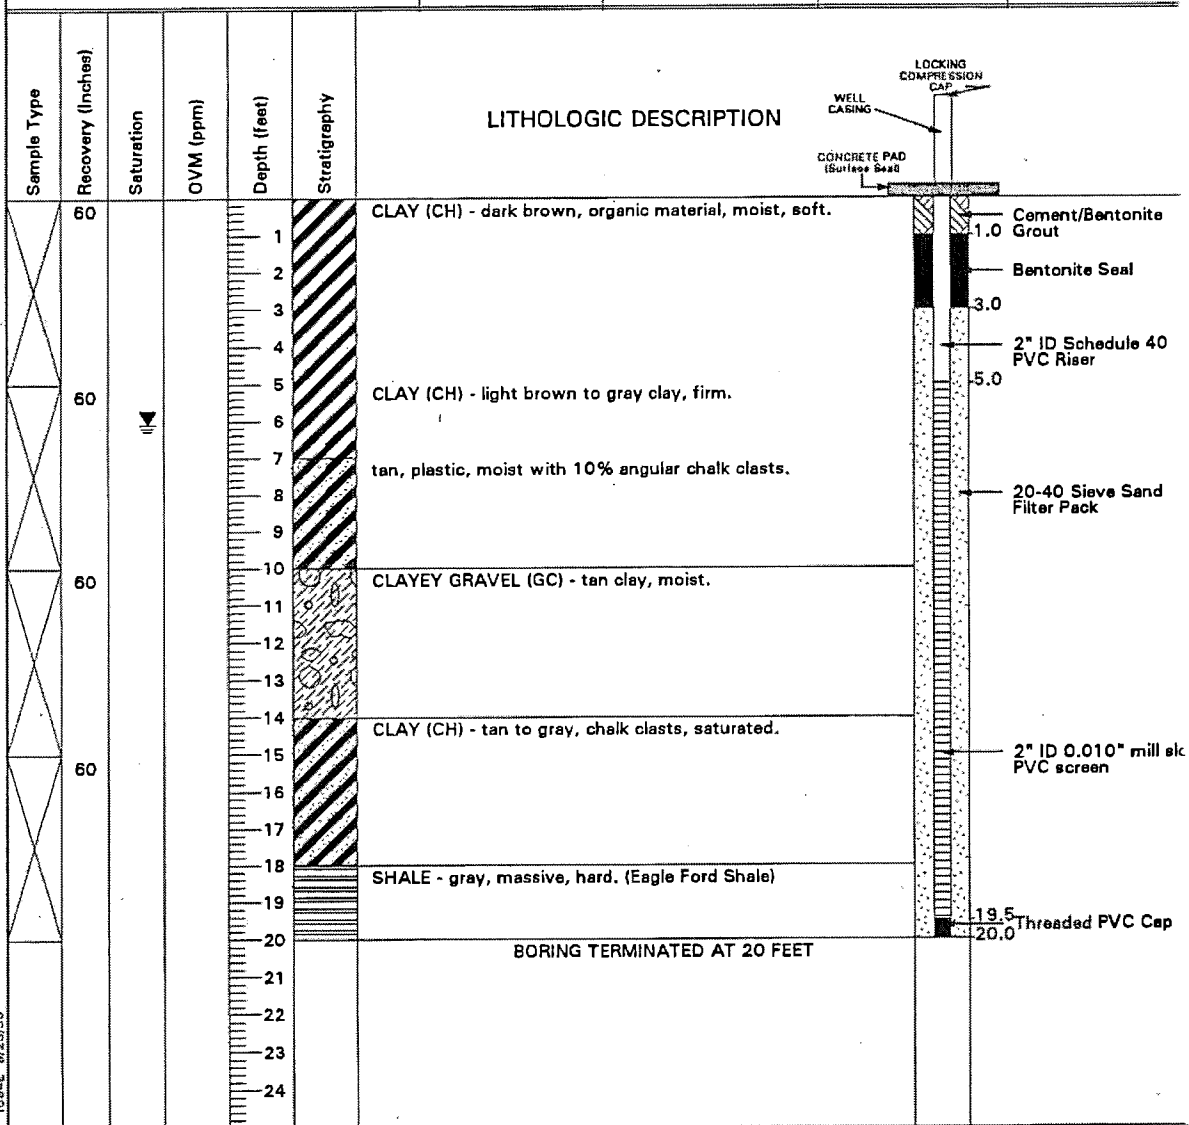 Sample Type
Recovery (Inches)
Saturation
OVM (ppm)
Depth (feet)
Stratigraphy
LITHOLOGIC DESCRIPTION
LOCKING
COMPRESSION
CAP
WELL
CASING
CONCRETE PAD
(Surface Seal)
60
CLAY (CH) - dark brown, organic material, moist, soft.
Cement/Bentonite
Grout
1.0
1
Bentonite Seal
2
3.0
3
2" ID Schedule 40
PVC Riser
4
5.0
5
60
CLAY (CH) - light brown to gray clay, firm.
6
7
tan, plastic, moist with 10% angular chalk clasts.
20-40 Sieve Sand
Filter Pack
8
9
10
60
CLAYEY GRAVEL (GC) - tan clay, moist.
11
12
13
14
CLAY (CH) - tan to gray, chalk clasts, saturated.
15
2" ID 0.010" mill
PVC screen
60
16
17
18
SHALE - gray, massive, hard. (Eagle Ford Shale)
19
19.5
Threaded PVC Cap
20.0
20
BORING TERMINATED AT 20 FEET
21
22
23
24